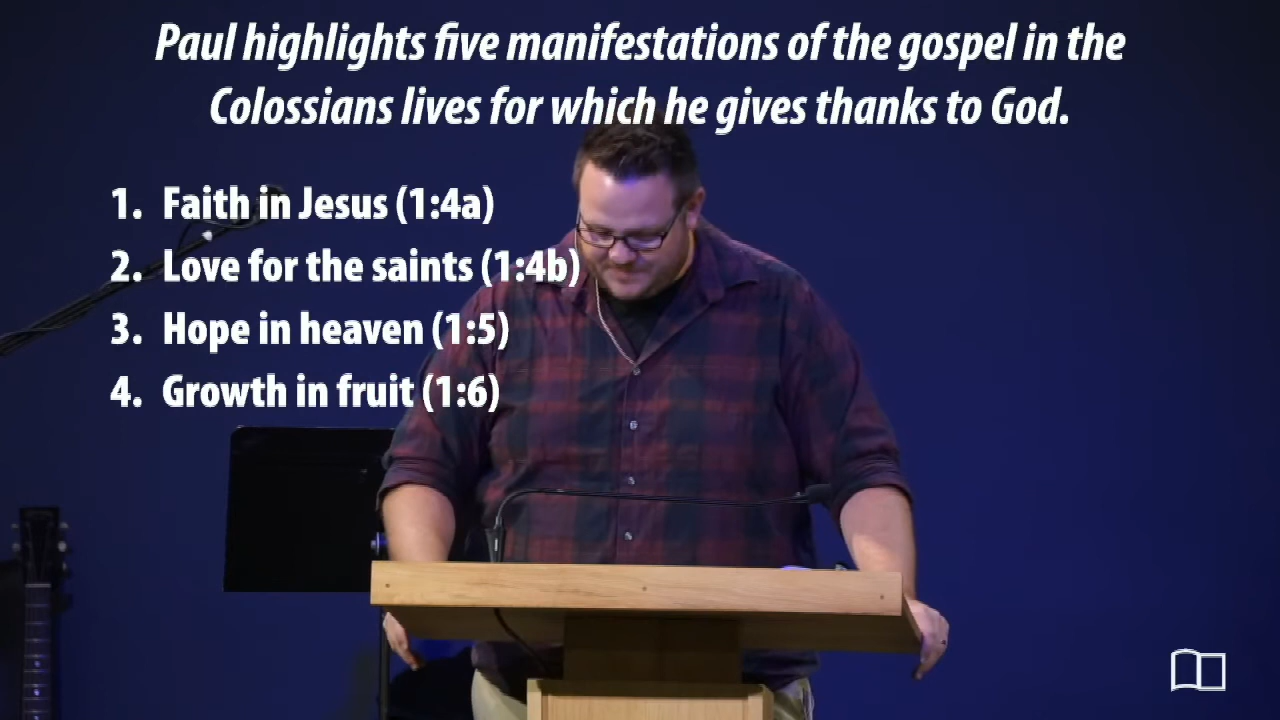 Paul highlights five manifestations of the gospel in the
Colossians lives for which he gives thanks to God.
1. Faith in Jesus (1:4a)
2. Love for the saints (1:4b)
3. Hope in heaven (1:5)
4. Growth in fruit (1:6)